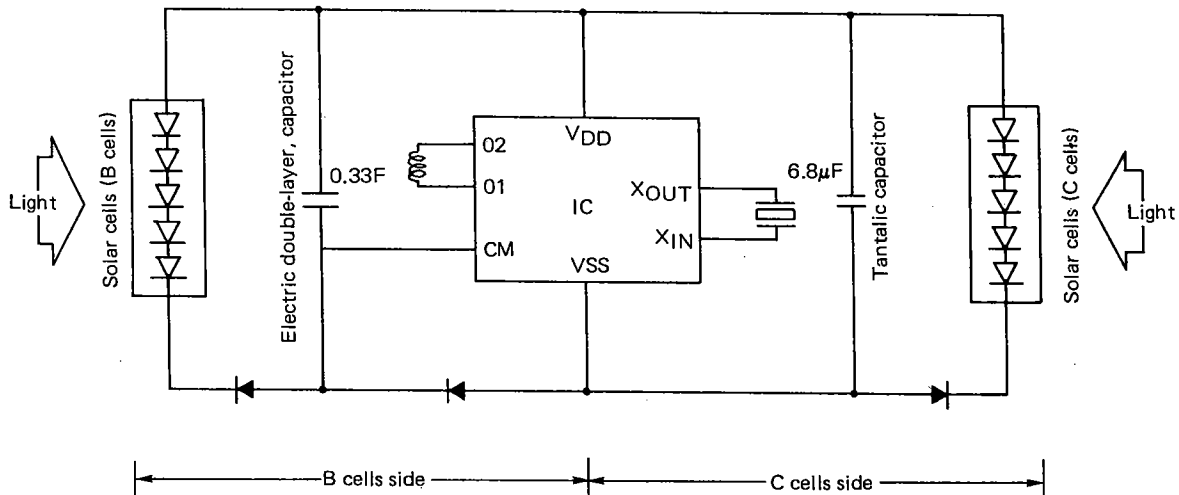 Light
Solar cells (B cells)
Electric double-layer, capacitor
0.33F
02
01
CM
VDD
IC
VSS
XOUT
XIN
6.8μF
Tantalic capacitor
Solar cells (C cells)
Light
B cells side
C cells side